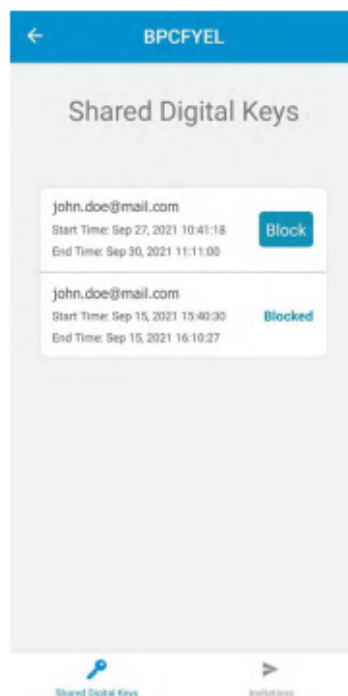 BPCFYEL
Shared Digital Keys
john.doe@mail.com
Start Time: Sep 27, 2021 10:41:18
Block
End Time: Sep 30, 2021 11:11:00
john.doe@mail.com
Start Time: Sep 15, 2021 15:40:30
Blocked
End Time: Sep 15, 2021 16:10:27
Shared Digital Keys
Invitations